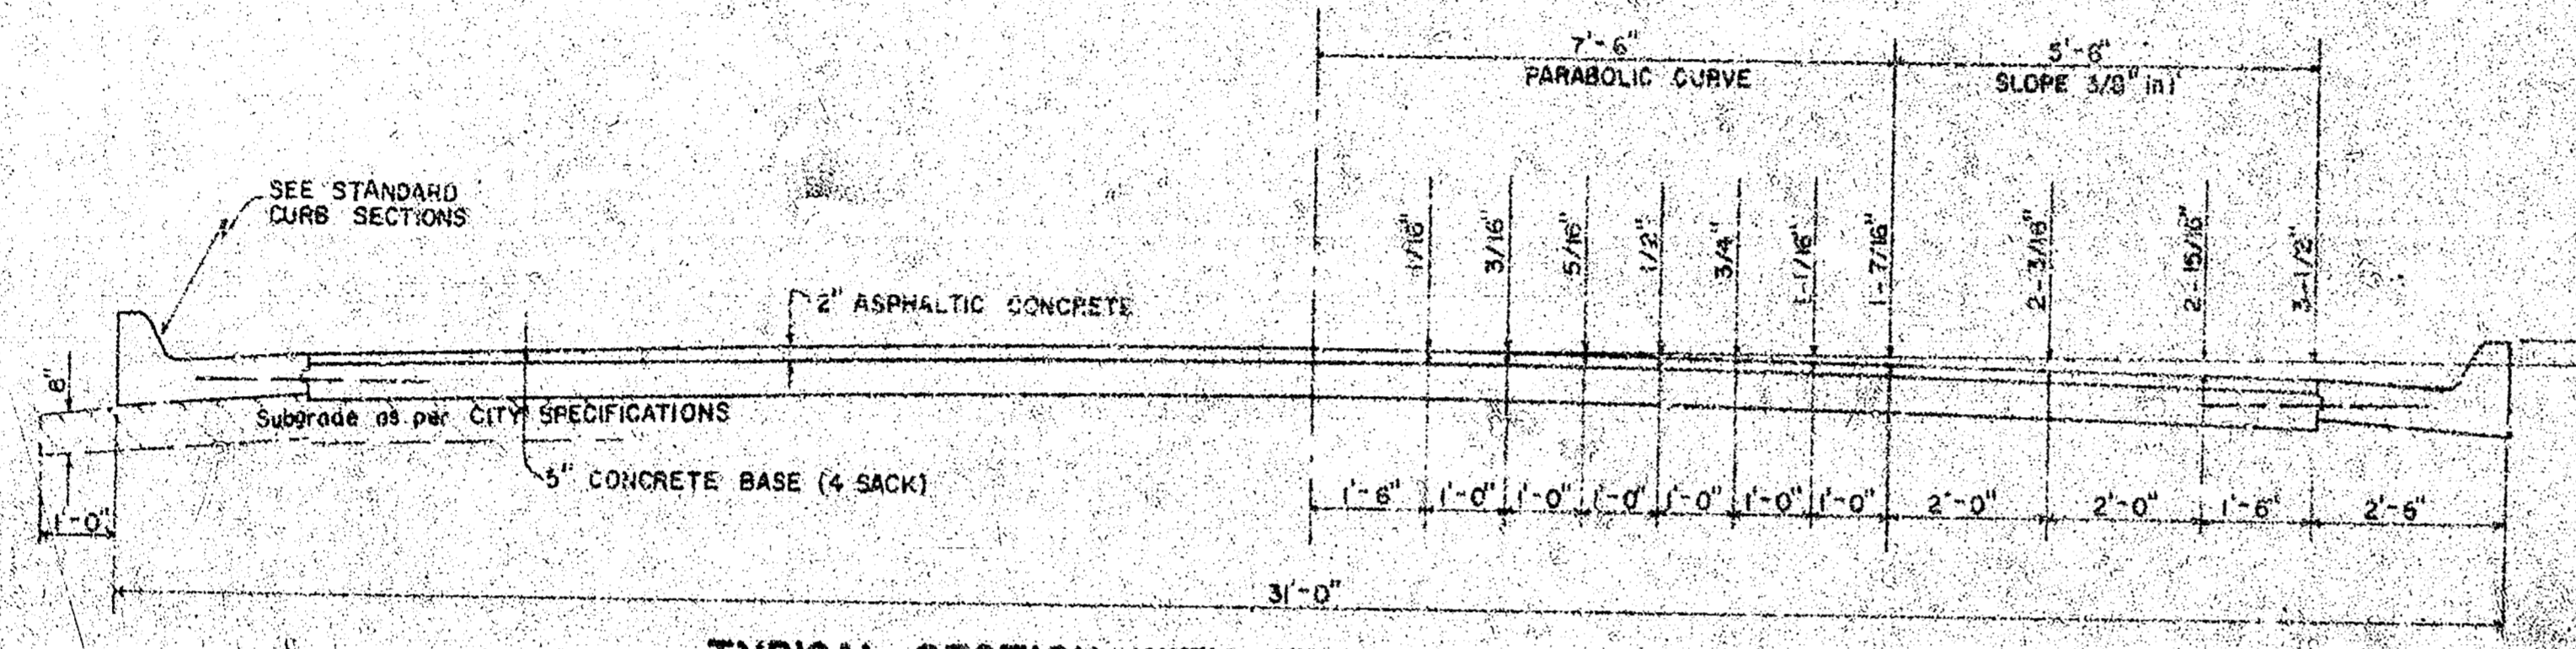 7'-6"
PARABOLIC CURVE
5'-6"
SLOPE 3/8" in 1'
SEE STANDARD
CURB SECTIONS
1/16"
3/16"
5/16"
1/2"
3/4"
1-1/16"
1-7/16"
2-3/16"
2-15/16"
3-1/2"
2" ASPHALTIC CONCRETE
8"
Subgrade as per CITY SPECIFICATIONS
5" CONCRETE BASE (4 SACK)
1'-0"
1'-6" 1'-0" 1'-0" 1'-0" 1'-0" 1'-0" 1'-0" 2'-0" 2'-0" 1'-6" 2'-6"
31'-0"
TYPICAL SECTION